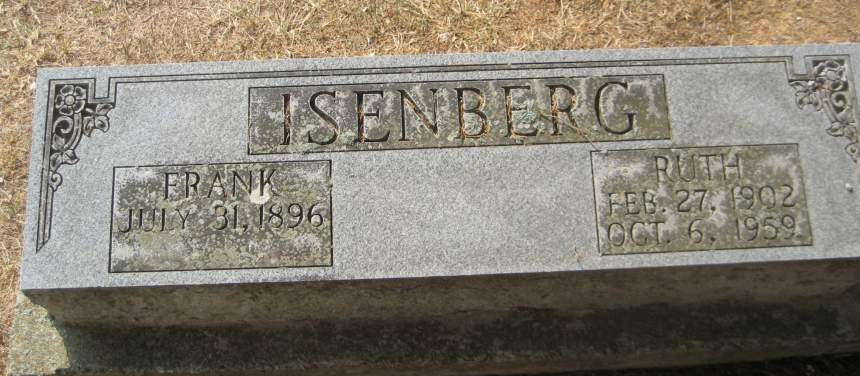 ISENBERG
FRANK
JULY 31, 1896
RUTH
FEB. 27, 1902
OCT. 6, 1959